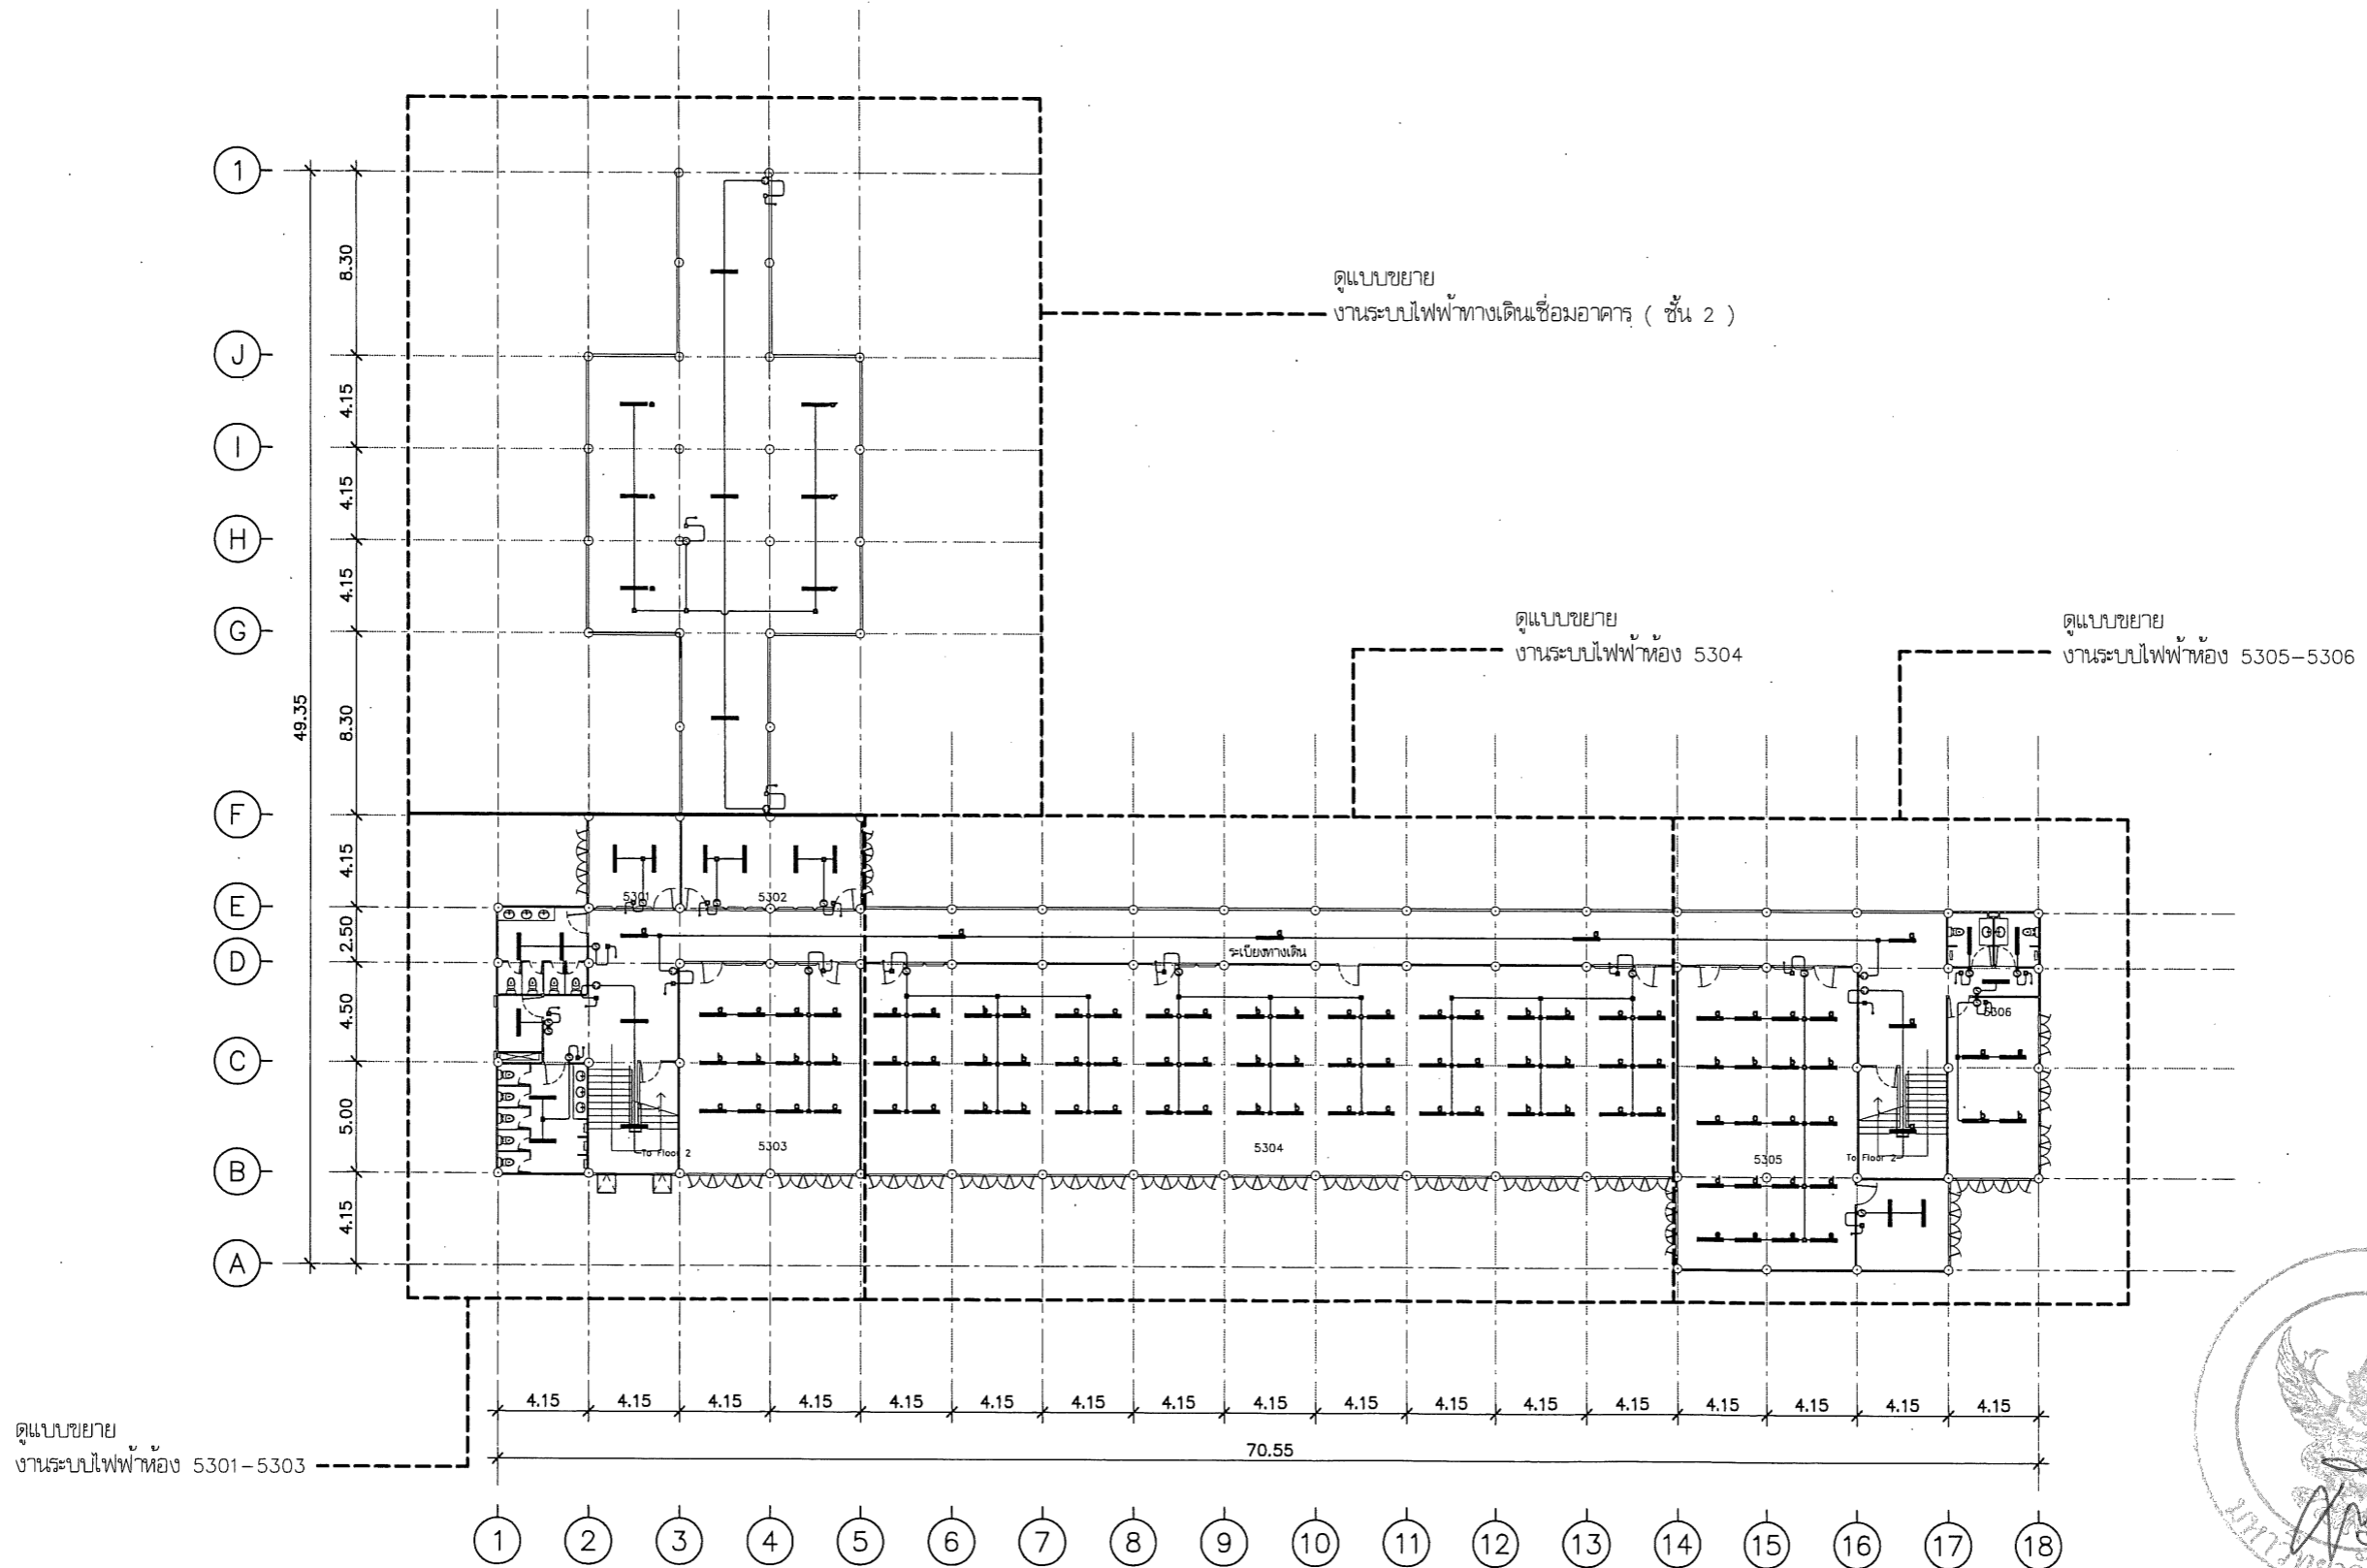 1
8.30
ดูแบบขยาย
งานระบบไฟฟ้าทางเดินเชื่อมอาคาร ( ชั้น 2 )
J
4.15
I
4.15
H
4.15
G
ดูแบบขยาย
งานระบบไฟฟ้าห้อง 5304
ดูแบบขยาย
งานระบบไฟฟ้าห้อง 5305-5306
49.35
8.30
F
4.15
5301
5302
E
2.50
ระเบียงทางเดิน
D
4.50
5306
C
5.00
5303
5304
5305
To Floor 2
To Floor 2
B
4.15
A
4.15 4.15 4.15 4.15 4.15 4.15 4.15 4.15 4.15 4.15 4.15 4.15 4.15 4.15 4.15 4.15 4.15
70.55
ดูแบบขยาย
งานระบบไฟฟ้าห้อง 5301-5303
1 2 3 4 5 6 7 8 9 10 11 12 13 14 15 16 17 18